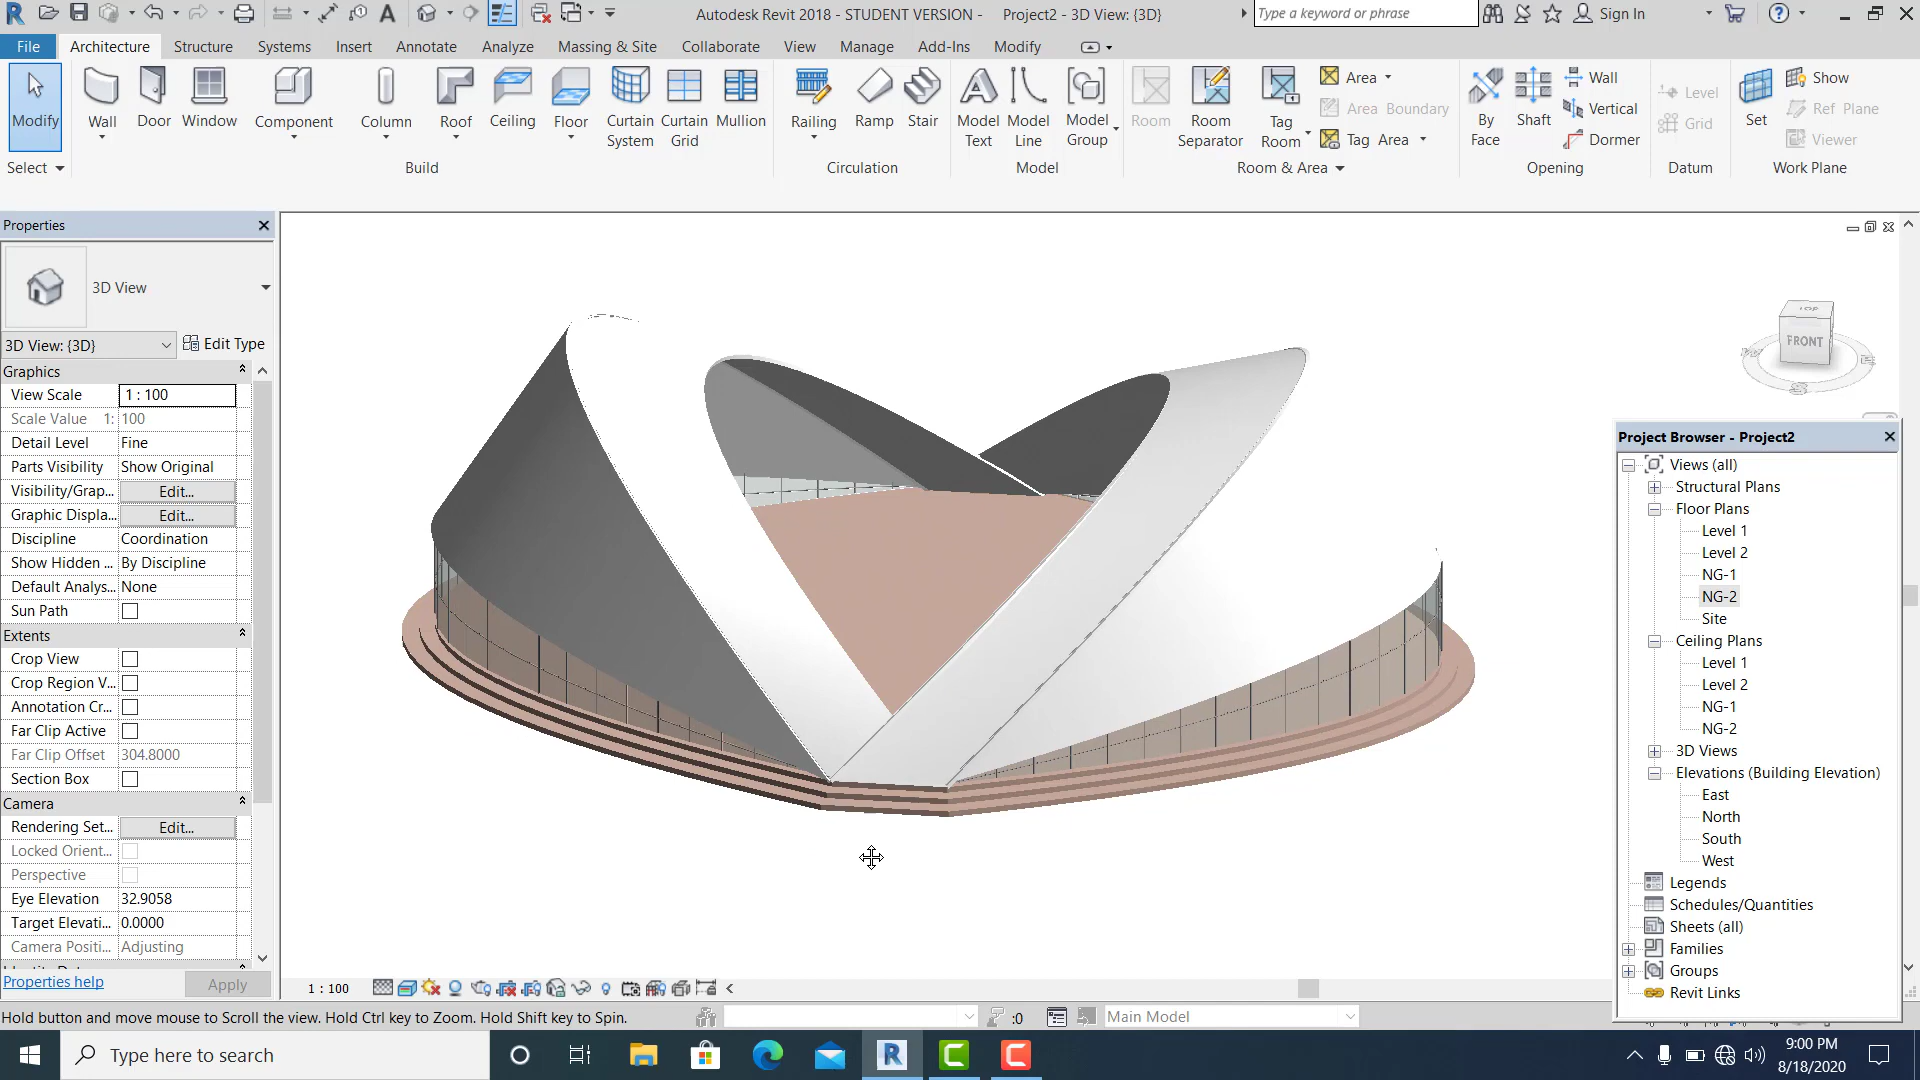 Autodesk Revit 2018 - STUDENT VERSION - Project2 - 3D View: {3D}
Type a keyword or phrase
Sign In
File Architecture Structure Systems Insert Annotate Analyze Massing & Site Collaborate View Manage Add-Ins Modify
Modify Wall Door Window Component Column Roof Ceiling Floor Curtain System Curtain Grid Mullion Railing Ramp Stair Model Text Model Line Model Group Room Room Separator Tag Room
Area
Area Boundary
Tag Area
By Face Shaft
Wall
Vertical
Dormer
Level
Grid
Set
Show
Ref Plane
Viewer
Select Build Circulation Model Room & Area Opening Datum Work Plane
Properties
3D View
3D View: {3D} Edit Type
Graphics
View Scale 1 : 100
Scale Value 1: 100
Detail Level Fine
Parts Visibility Show Original
Visibility/Grap... Edit...
Graphic Displa... Edit...
Discipline Coordination
Show Hidden ... By Discipline
Default Analys... None
Sun Path
Extents
Crop View
Crop Region V...
Annotation Cr...
Far Clip Active
Far Clip Offset 304.8000
Section Box
Camera
Rendering Set... Edit...
Locked Orient...
Perspective
Eye Elevation 32.9058
Target Elevati... 0.0000
Camera Positi... Adjusting
Properties help Apply
TOP
FRONT
S
E
Project Browser - Project2
Views (all)
Structural Plans
Floor Plans
Level 1
Level 2
NG-1
NG-2
Site
Ceiling Plans
Level 1
Level 2
NG-1
NG-2
3D Views
Elevations (Building Elevation)
East
North
South
West
Legends
Schedules/Quantities
Sheets (all)
Families
Groups
Revit Links
1 : 100
Hold button and move mouse to Scroll the view. Hold Ctrl key to Zoom. Hold Shift key to Spin.
:0
Main Model
Type here to search
9:00 PM
8/18/2020